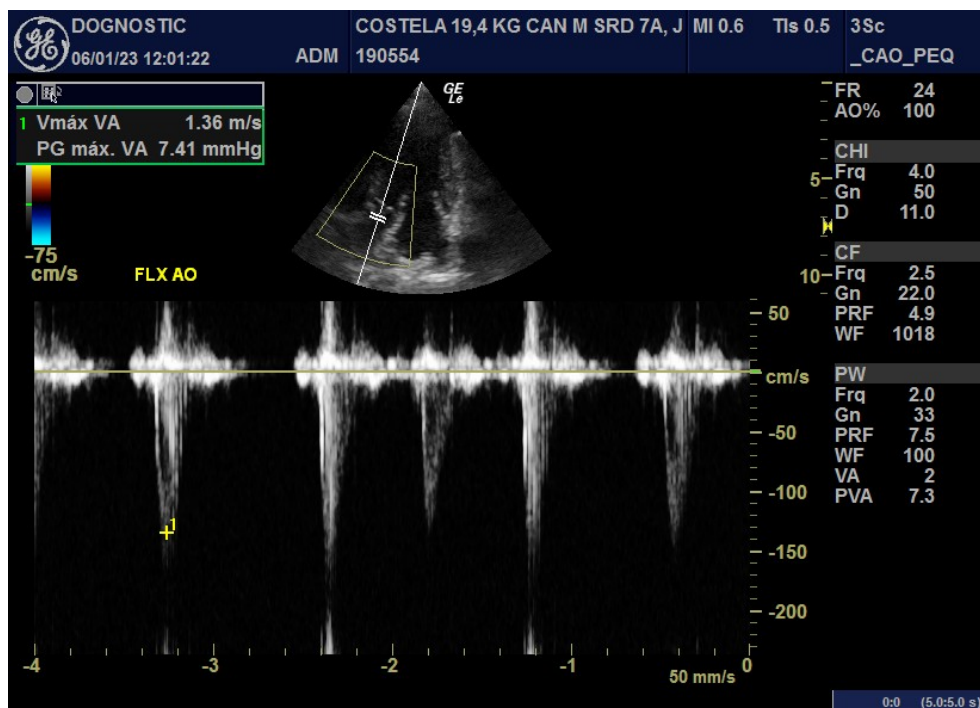 DOGNOSTIC
06/01/23 12:01:22
ADM
COSTELA 19,4 KG CAN M SRD 7A, J
190554
MI 0.6
TIs 0.5
3Sc
_CAO_PEQ
1 Vmáx VA 1.36 m/s
PG máx. VA 7.41 mmHg
-75
cm/s
FLX AO
GE
Lê
5
10
FR 24
AO% 100
CHI
Frq 4.0
Gn 50
D 11.0
CF
Frq 2.5
Gn 22.0
PRF 4.9
WF 1018
PW
Frq 2.0
Gn 33
PRF 7.5
WF 100
VA 2
PVA 7.3
50
cm/s
-50
-100
-150
-200
1
-4 -3 -2 -1 0
50 mm/s
0:0 (5.0:5.0 s)